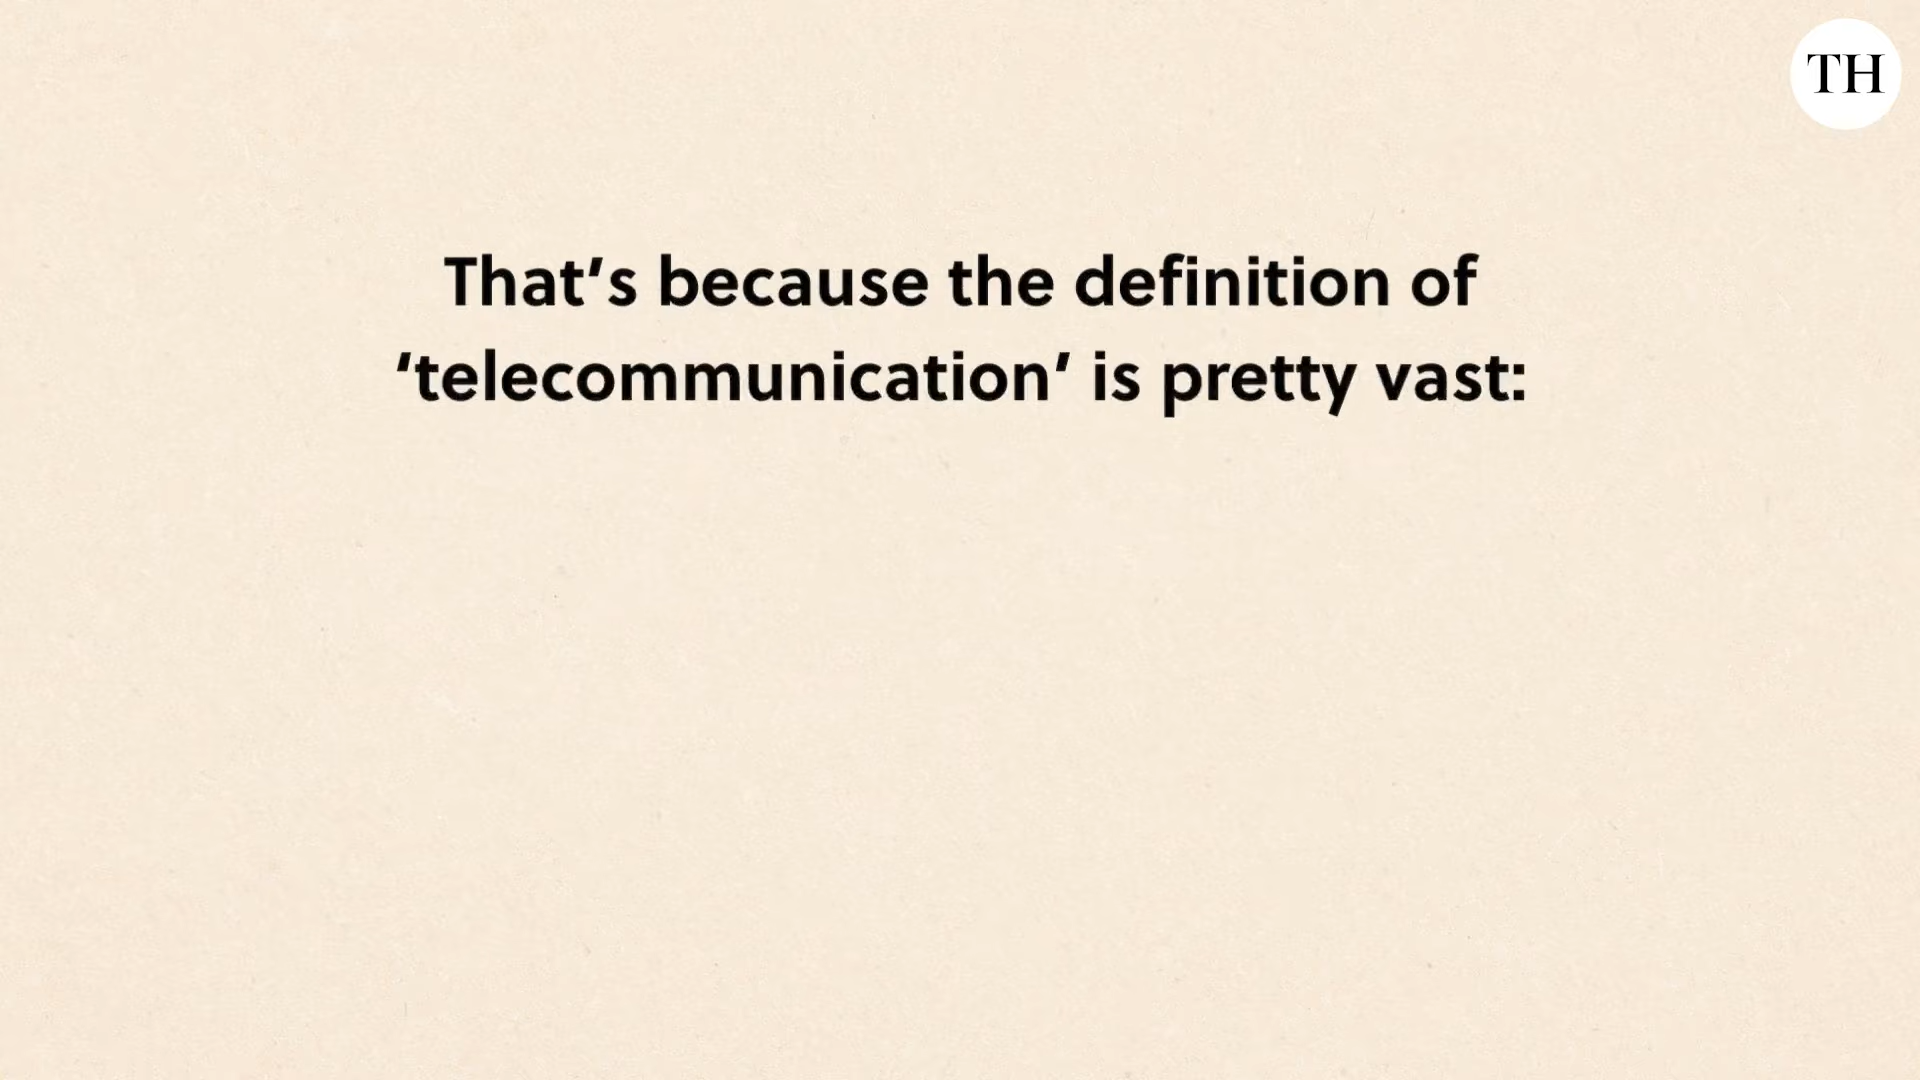 TH
That’s because the definition of
‘telecommunication’ is pretty vast: